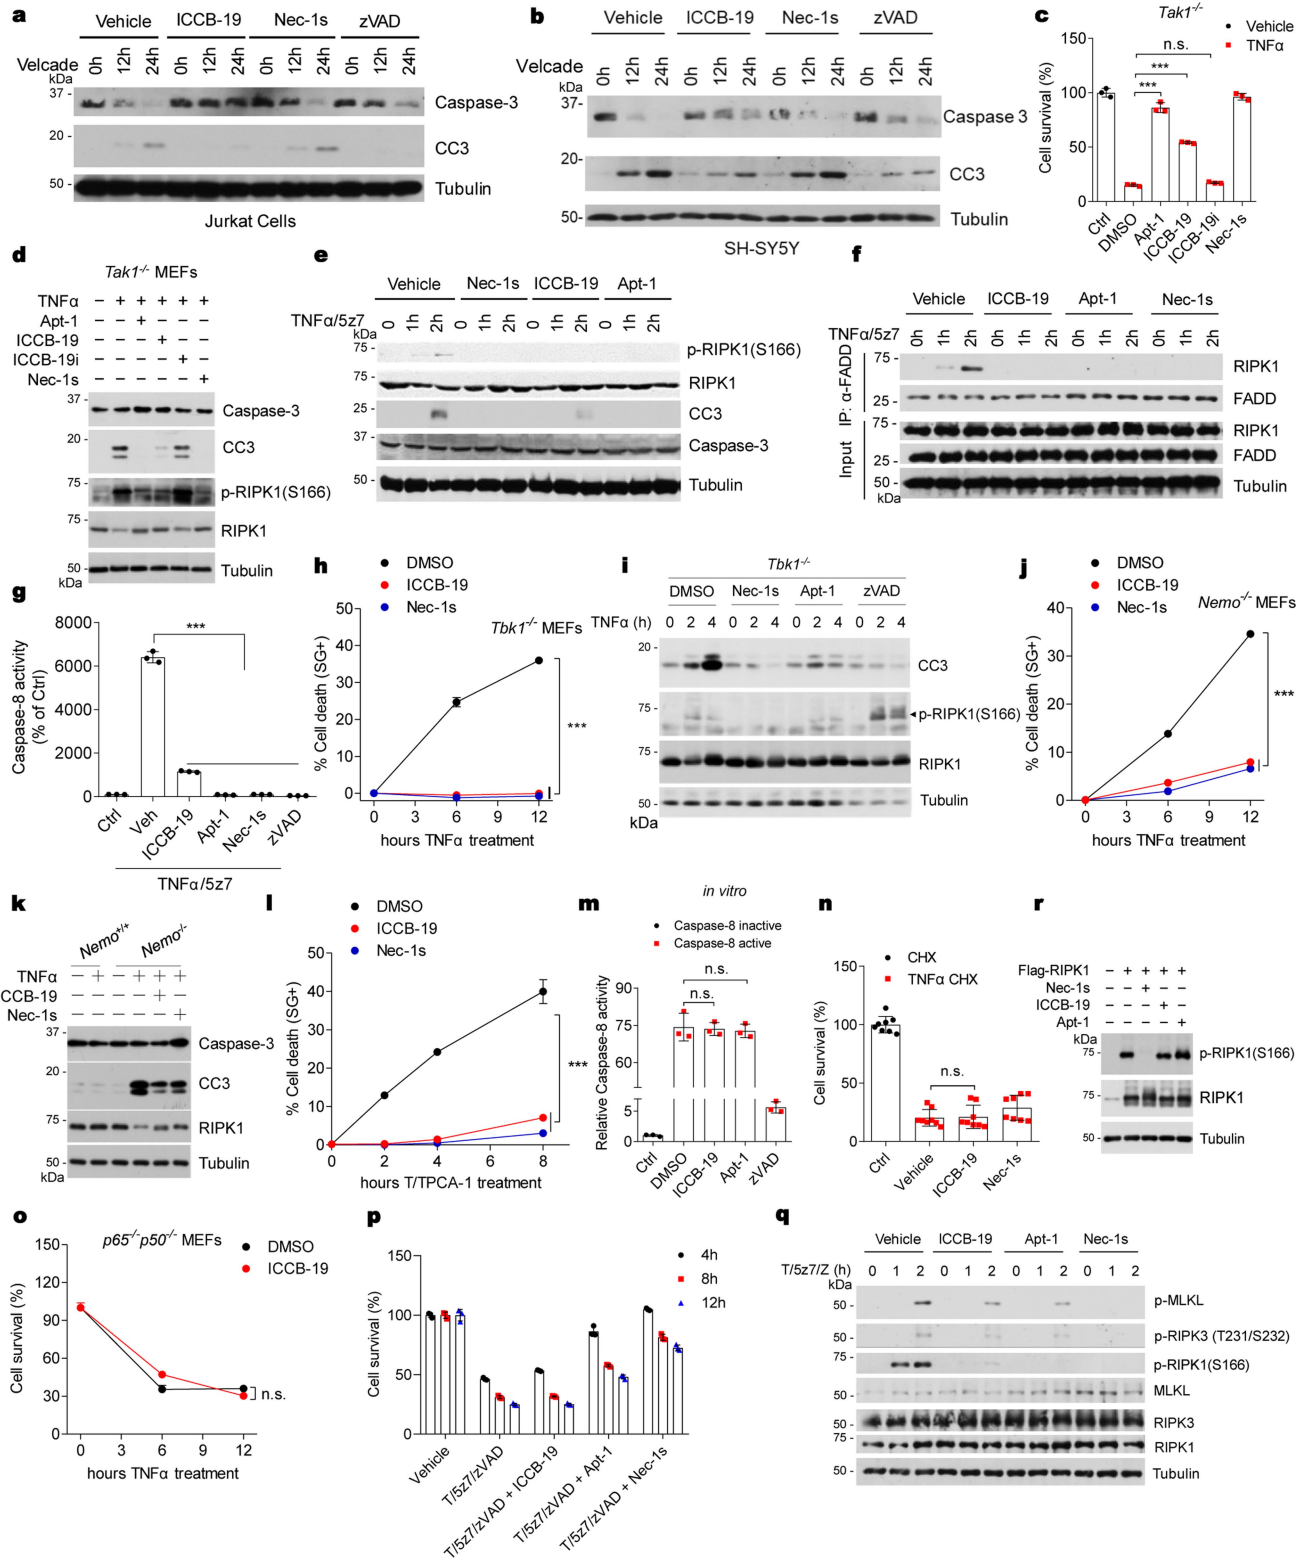 a
Vehicle ICCB-19 Nec-1s zVAD
Velcade 0h 12h 24h 0h 12h 24h 0h 12h 24h 0h 12h 24h
kDa
37 - Caspase-3
20 - CC3
50 - Tubulin
Jurkat Cells
b
Vehicle ICCB-19 Nec-1s zVAD
Velcade 0h 12h 24h 0h 12h 24h 0h 12h 24h 0h 12h 24h
kDa
37- Caspase 3
20- CC3
50- Tubulin
SH-SY5Y
c
Tak1-/-
Vehicle
TNFα
n.s.
***
***
Cell survival (%)
150
100
50
0
Ctrl DMSO Apt-1 ICCB-19 ICCB-19i Nec-1s
d
Tak1-/- MEFs
TNFα − + + + + +
Apt-1 − − + − − −
ICCB-19 − − − + − −
ICCB-19i − − − − + −
Nec-1s − − − − − +
37 - Caspase-3
20 - CC3
75 - p-RIPK1(S166)
75 - RIPK1
50 - Tubulin
kDa
e
Vehicle Nec-1s ICCB-19 Apt-1
TNFα/5z7 0 1h 2h 0 1h 2h 0 1h 2h 0 1h 2h
kDa
75 - p-RIPK1(S166)
75 - RIPK1
25 - CC3
37 - Caspase-3
50 - Tubulin
f
Vehicle ICCB-19 Apt-1 Nec-1s
TNFα/5z7 0h 1h 2h 0h 1h 2h 0h 1h 2h 0h 1h 2h
IP: α-FADD
75 - RIPK1
25 - FADD
Input
75 - RIPK1
25 - FADD
50 - Tubulin
kDa
g
Caspase-8 activity
(% of Ctrl)
8000
6000
4000
2000
0
***
Ctrl Veh ICCB-19 Apt-1 Nec-1s zVAD
TNFα/5z7
h
DMSO
ICCB-19
Nec-1s
Tbk1-/- MEFs
% Cell death (SG+)
50
40
30
20
10
0
***
0 3 6 9 12
hours TNFα treatment
i
Tbk1-/-
DMSO Nec-1s Apt-1 zVAD
TNFα (h) 0 2 4 0 2 4 0 2 4 0 2 4
20 - CC3
75 - p-RIPK1(S166)
75 - RIPK1
50 - Tubulin
kDa
j
DMSO
ICCB-19
Nec-1s
Nemo-/- MEFs
% Cell death (SG+)
40
30
20
10
0
***
0 3 6 9 12
hours TNFα treatment
k
Nemo+/+ Nemo-/-
TNFα − + − + + +
CCB-19 − − − − + −
Nec-1s − − − − − +
37 - Caspase-3
20 - CC3
75 - RIPK1
50 - Tubulin
kDa
l
DMSO
ICCB-19
Nec-1s
% Cell death (SG+)
50
40
30
20
10
0
***
0 2 4 6 8
hours T/TPCA-1 treatment
m
in vitro
Caspase-8 inactive
Caspase-8 active
n.s.
n.s.
Relative Caspase-8 activity
90
75
60
5
0
Ctrl DMSO ICCB-19 Apt-1 zVAD
n
CHX
TNFα CHX
Cell survival (%)
150
100
50
0
n.s.
Ctrl Vehicle ICCB-19 Nec-1s
r
Flag-RIPK1 − + + + +
Nec-1s − − + − −
ICCB-19 − − − + −
Apt-1 − − − − +
kDa
75 - p-RIPK1(S166)
75 - RIPK1
50 - Tubulin
o
p65-/-p50-/- MEFs
DMSO
ICCB-19
Cell survival (%)
150
120
90
60
30
0
n.s.
0 3 6 9 12
hours TNFα treatment
p
4h
8h
12h
Cell survival (%)
150
100
50
0
Vehicle
T/5z7/zVAD
T/5z7/zVAD + ICCB-19
T/5z7/zVAD + Apt-1
T/5z7/zVAD + Nec-1s
q
Vehicle ICCB-19 Apt-1 Nec-1s
T/5z7/Z (h) 0 1 2 0 1 2 0 1 2 0 1 2
kDa
50 - p-MLKL
50 - p-RIPK3 (T231/S232)
75 - p-RIPK1(S166)
50 - MLKL
50 - RIPK3
75 - RIPK1
50 - Tubulin